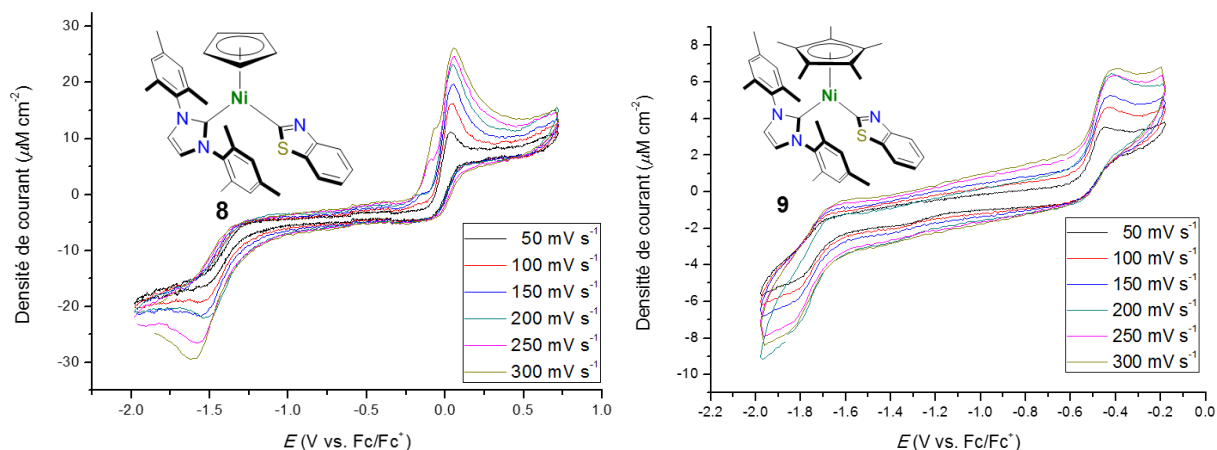 Densité de courant (μM cm⁻²)
30
25
20
15
10
5
0
-5
-10
-15
-20
-25
-30
-2.0
-1.5
-1.0
-0.5
0.0
0.5
1.0
E (V vs. Fc/Fc⁺)
Ni
N
N
N
S
8
50 mV s⁻¹
100 mV s⁻¹
150 mV s⁻¹
200 mV s⁻¹
250 mV s⁻¹
300 mV s⁻¹
Densitté de courant (μM cm⁻²)
8
6
4
2
0
-2
-4
-6
-8
-10
-2.2
-2.0
-1.8
-1.6
-1.4
-1.2
-1.0
-0.8
-0.6
-0.4
-0.2
0.0
E (V vs. Fc/Fc⁺)
Ni
N
N
N
S
9
50 mV s⁻¹
100 mV s⁻¹
150 mV s⁻¹
200 mV s⁻¹
250 mV s⁻¹
300 mV s⁻¹